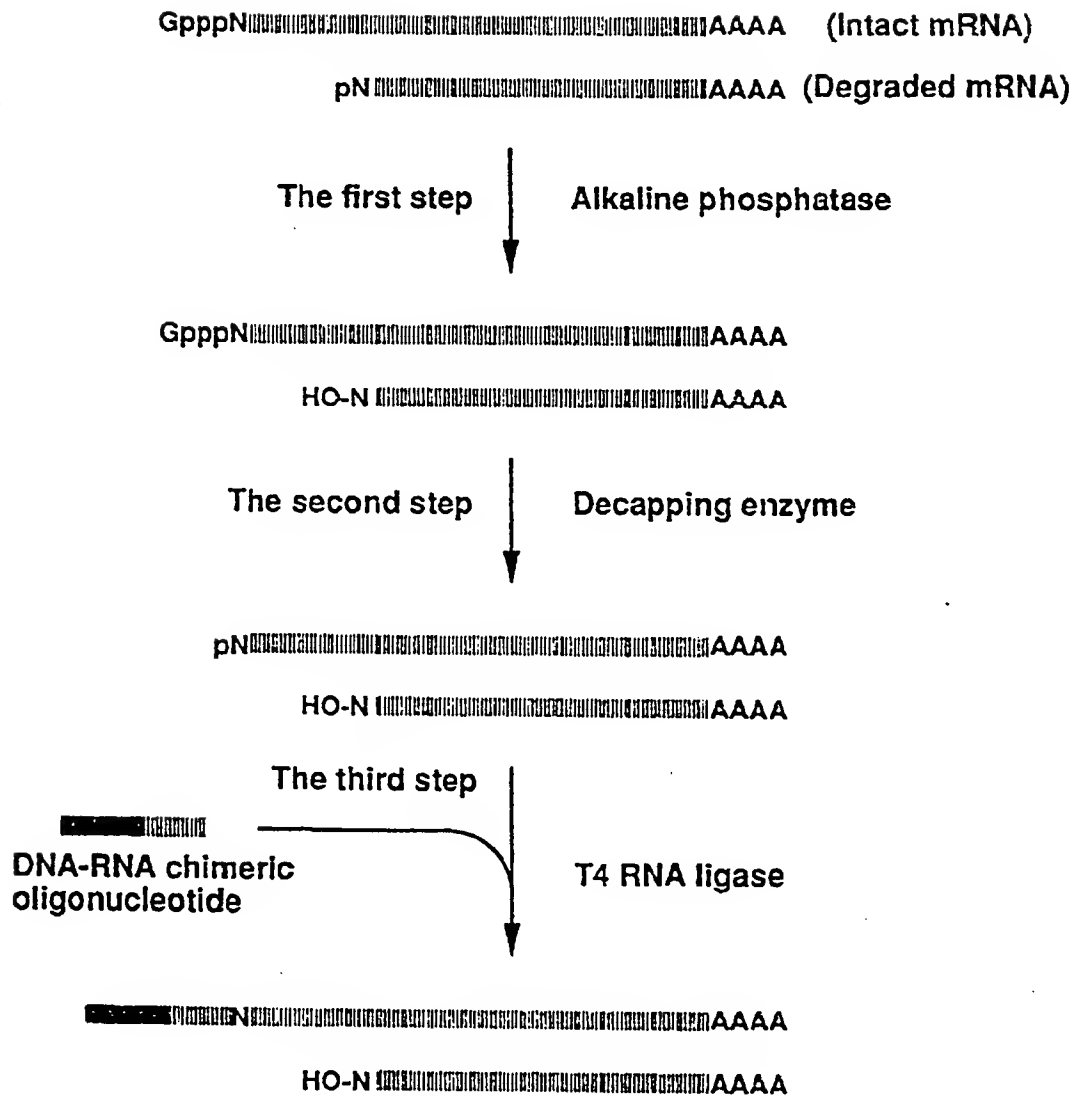 GpppN AAAA (Intact mRNA)
pN AAAA (Degraded mRNA)
The first step Alkaline phosphatase
GpppN AAAA
HO-N AAAA
The second step Decapping enzyme
pN AAAA
HO-N AAAA
The third step
DNA-RNA chimeric
oligonucleotide
T4 RNA ligase
N AAAA
HO-N AAAA